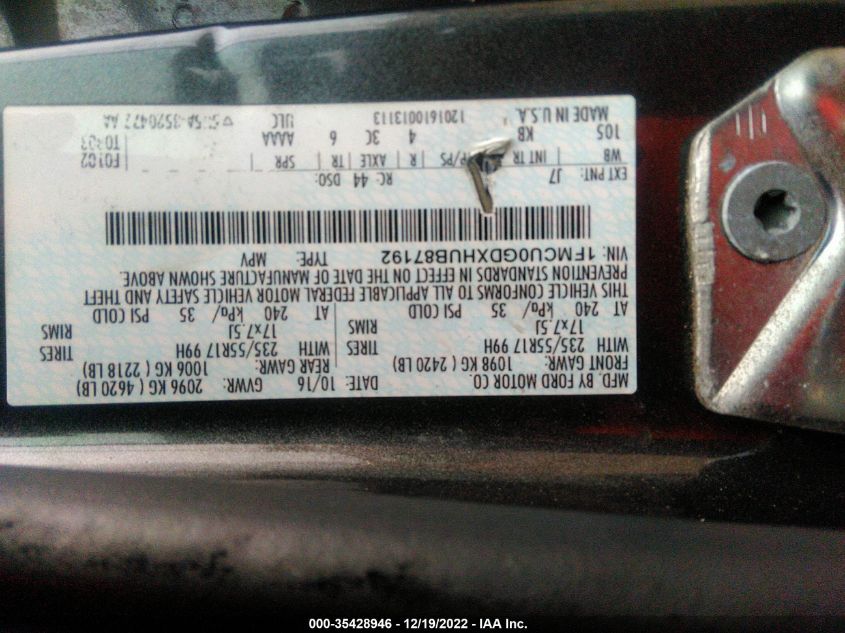 MFD. BY FORD MOTOR CO.
DATE: 10/16 GVWR: 2096 KG ( 4620 LB)
FRONT GAWR: 1098 KG ( 2420 LB) REAR GAWR: 1006 KG ( 2218 LB)
WITH 235/55R17 99H TIRES WITH 235/55R17 99H TIRES
17x7.5J RIMS 17x7.5J RIMS
AT 240 kPa/ 35 PSI COLD AT 240 kPa/ 35 PSI COLD
THIS VEHICLE CONFORMS TO ALL APPLICABLE FEDERAL MOTOR VEHICLE SAFETY AND THEFT
PREVENTION STANDARDS IN EFFECT ON THE DATE OF MANUFACTURE SHOWN ABOVE.
VIN: 1FMCU0GDXHUB87192 TYPE: MPV
EXT PNT: J7 RC: 44 DSO:
WB INT TR P/PS R AXLE TR SPR F0102
105 KB 4 3C 6 AAAA
MADE IN U.S.A. 1201610013113 ULC
000-35428946 - 12/19/2022 - IAA Inc.